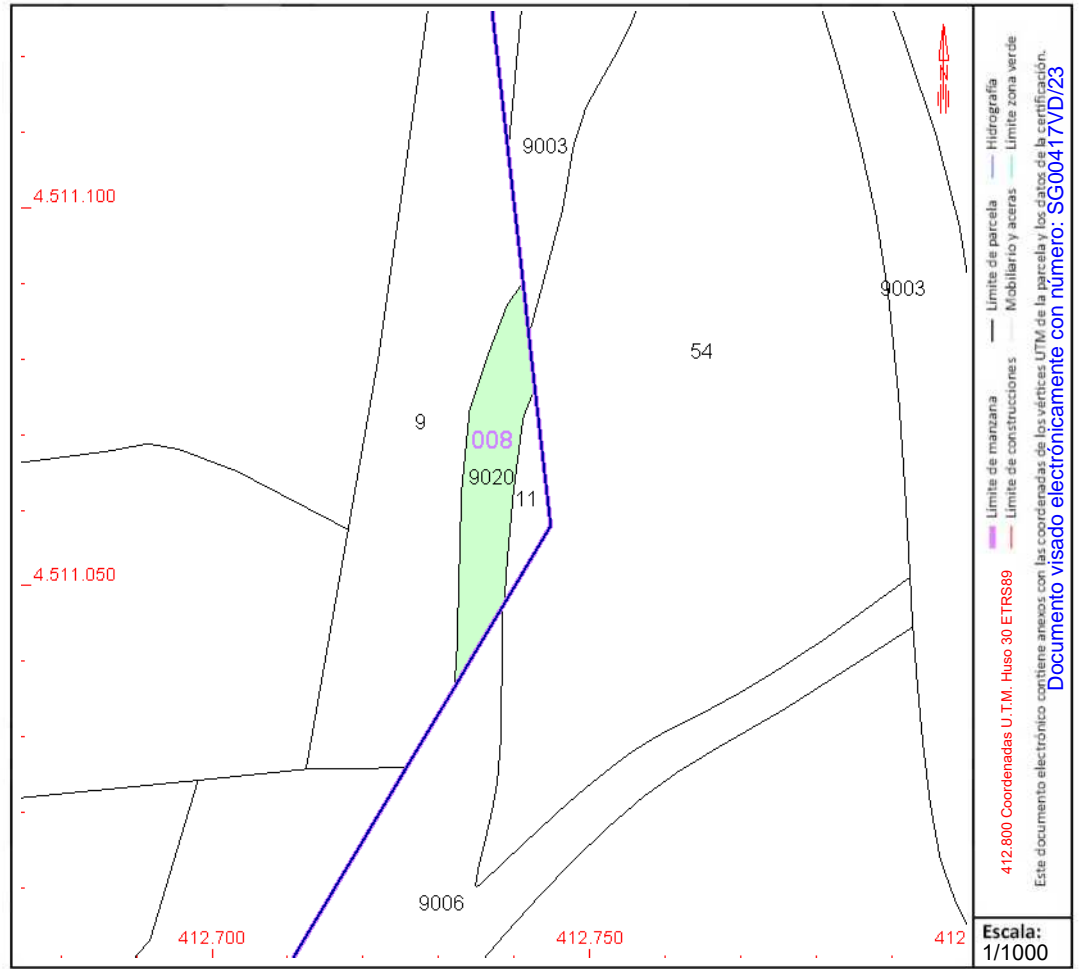 9003
4.511.100
9003
54
9
008
9020
11
4.511.050
9006
412.700
412.750
412
412.800 Coordenadas U.T.M. Huso 30 ETRS89
Límite de manzana
Límite de parcela
Hidrografía
Límite de construcciones
Mobiliario y aceras
Límite zona verde
Este documento electrónico contiene anexos con las coordenadas de los vértices UTM de la parcela y los datos de la certificación.
Documento visado electrónicamente con número: SG00417VD/23
Escala:
1/1000
N